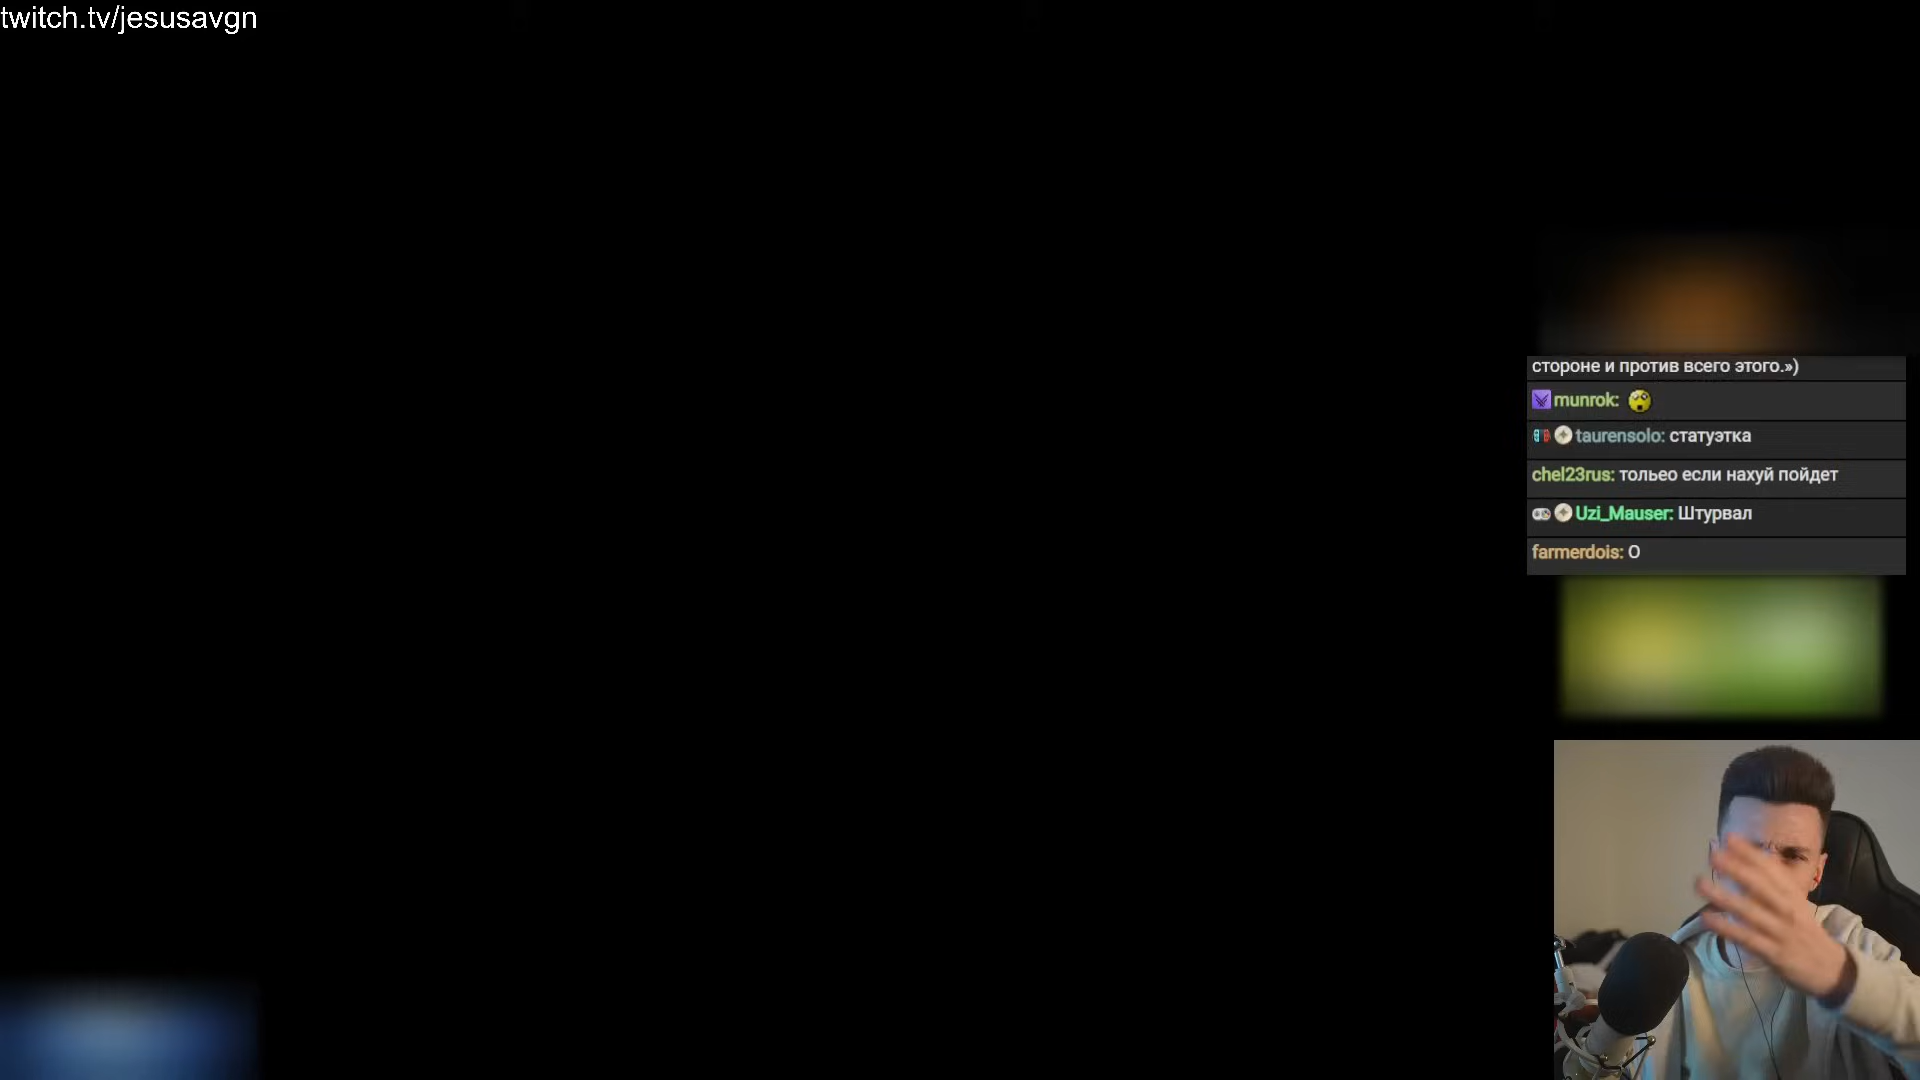 twitch.tv/jesusavgn
стороне и против всего этого.»)
munrok:
taurensolo: статуэтка
chel23rus: тольео если нахуй пойдет
Uzi_Mauser: Штурвал
farmerdois: О